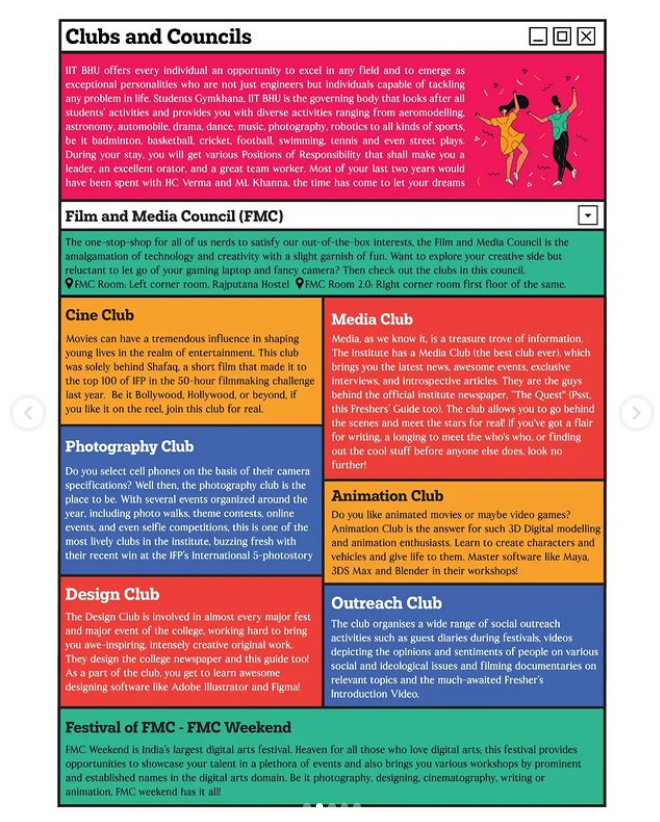 Clubs and Councils
IIT BHU offers every individual an opportunity to excel in any field and to emerge as
exceptional personalities who are not just engineers but individuals capable of tackling
any problem in life. Students Gymkhana, IIT BHU is the governing body that looks after all
students' activities and provides you with diverse activities ranging from aeromodelling,
astronomy, automobile, drama, dance, music, photography, robotics to all kinds of sports,
be it badminton, basketball, cricket, football, swimming, tennis and even street plays.
During your stay, you will get various Positions of Responsibility that shall make you a
leader, an excellent orator, and a great team worker. Most of your last two years would
have been spent with HC Verma and ML Khanna, the time has come to let your dreams
Film and Media Council (FMC)
The one-stop-shop for all of us nerds to satisfy our out-of-the-box interests, the Film and Media Council is the
amalgamation of technology and creativity with a slight garnish of fun. Want to explore your creative side but
reluctant to let go of your gaming laptop and fancy camera? Then check out the clubs in this council.
FMC Room: Left corner room, Rajputana Hostel FMC Room 2.0: Right corner room first floor of the same.
Cine Club
Movies can have a tremendous influence in shaping
young lives in the realm of entertainment. This club
was solely behind Shafaq, a short film that made it to
the top 100 of IFP in the 50-hour filmmaking challenge
last year. Be it Bollywood, Hollywood, or beyond, if
you like it on the reel, join this club for real.
Photography Club
Do you select cell phones on the basis of their camera
specifications? Well then, the photography club is the
place to be. With several events organized around the
year, including photo walks, theme contests, online
events, and even selfie competitions, this is one of the
most lively clubs in the institute, buzzing fresh with
their recent win at the IFP's International 5-photostory
Design Club
The Design Club is involved in almost every major fest
and major event of the college, working hard to bring
you awe-inspiring, intensely creative original work.
They design the college newspaper and this guide too!
As a part of the club, you get to learn awesome
designing software like Adobe Illustrator and Figma!
Media Club
Media, as we know it, is a treasure trove of information.
The institute has a Media Club (the best club ever), which
brings you the latest news, awesome events, exclusive
interviews, and introspective articles. They are the guys
behind the official institute newspaper, "The Quest" (Psst,
this Freshers' Guide too). The club allows you to go behind
the scenes and meet the stars for real! If you've got a flair
for writing, a longing to meet the who's who, or finding
out the cool stuff before anyone else does, look no
further!
Animation Club
Do you like animated movies or maybe video games?
Animation Club is the answer for such 3D Digital modelling
and animation enthusiasts. Learn to create characters and
vehicles and give life to them. Master software like Maya,
3DS Max and Blender in their workshops!
Outreach Club
The club organises a wide range of social outreach
activities such as guest diaries during festivals, videos
depicting the opinions and sentiments of people on various
social and ideological issues and filming documentaries on
relevant topics and the much-awaited Fresher's
Introduction Video.
Festival of FMC - FMC Weekend
FMC Weekend is India's largest digital arts festival. Heaven for all those who love digital arts; this festival provides
opportunities to showcase your talent in a plethora of events and also brings you various workshops by prominent
and established names in the digital arts domain. Be it photography, designing, cinematography, writing or
animation, FMC weekend has it all!